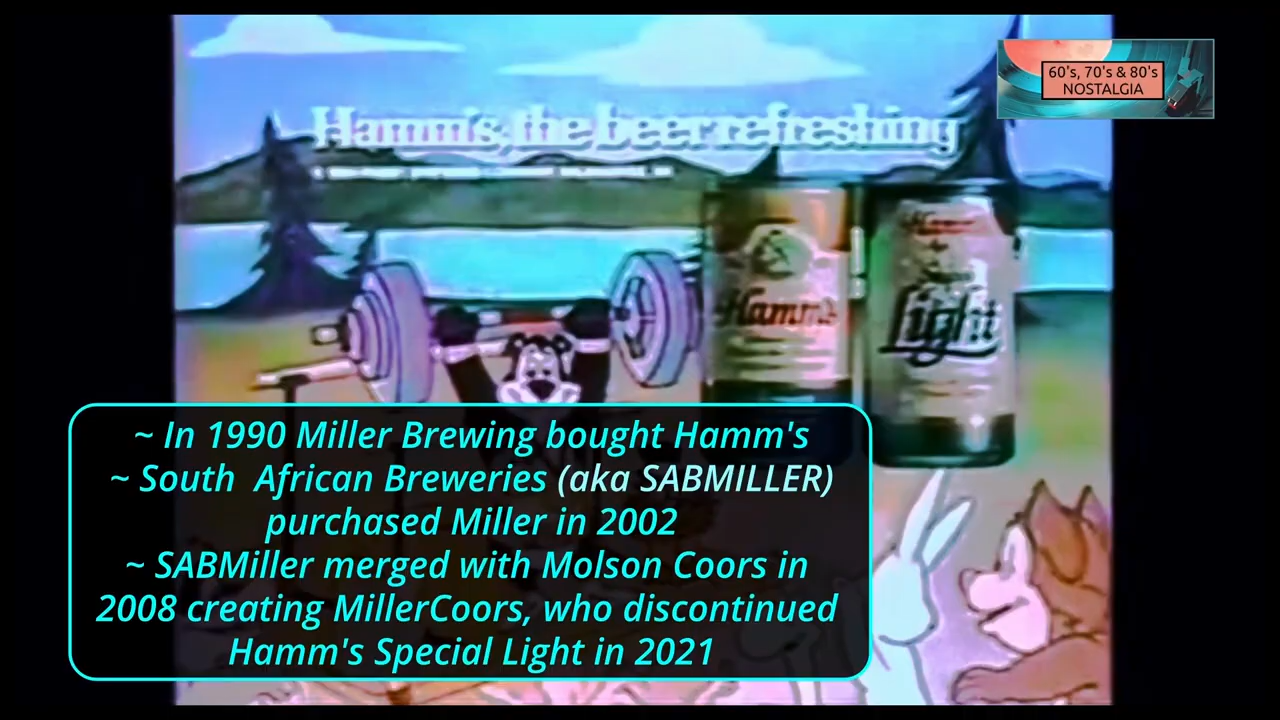 60's, 70's & 80's
NOSTALGIA
Hamm's, the beer refreshing
Hamm's
Hamm's
Special
Light
~ In 1990 Miller Brewing bought Hamm's
~ South  African Breweries (aka SABMILLER)
purchased Miller in 2002
~ SABMiller merged with Molson Coors in
2008 creating MillerCoors, who discontinued
Hamm's Special Light in 2021